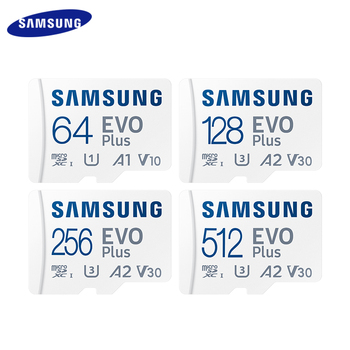 SAMSUNG
SAMSUNG
64 EVO Plus
microSD XC I U1 A1 V10
SAMSUNG
128 EVO Plus
microSD XC I U3 A2 V30
SAMSUNG
256 EVO Plus
microSD XC I U3 A2 V30
SAMSUNG
512 EVO Plus
microSD XC I U3 A2 V30